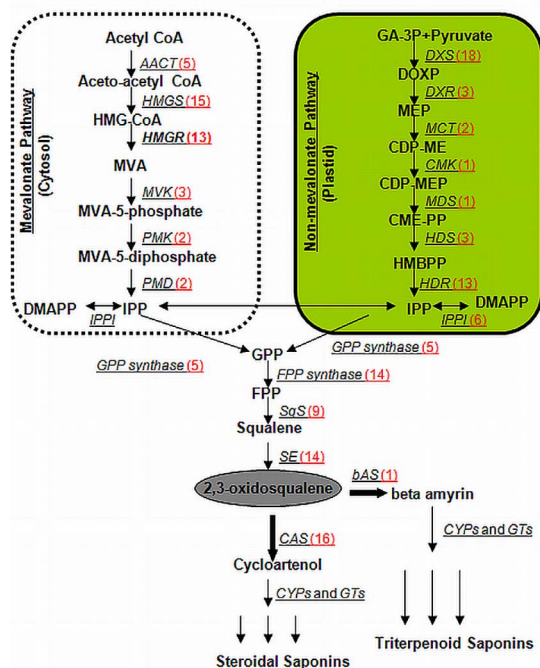 Mevalonate Pathway
(Cytosol)
Acetyl CoA
AACT(5)
Aceto-acetyl CoA
HMGS(15)
HMG-CoA
HMGR(13)
MVA
MVK(3)
MVA-5-phosphate
PMK(2)
MVA-5-diphosphate
PMD(2)
DMAPP
IPP
IPPI
Non-mevalonate Pathway
(Plastid)
GA-3P+Pyruvate
DXS(18)
DOXP
DXR(3)
MEP
MCT(2)
CDP-ME
CMK(1)
CDP-MEP
MDS(1)
CME-PP
HDS(3)
HMBPP
HDR(13)
IPP
DMAPP
IPPI(6)
GPP synthase(5)
GPP
GPP synthase(5)
FPP synthase(14)
FPP
SqS(9)
Squalene
SE(14)
2,3-oxidosqualene
bAS(1)
beta amyrin
CAS(16)
CYPs and GTs
Cycloartenol
CYPs and GTs
Triterpenoid Saponins
Steroidal Saponins